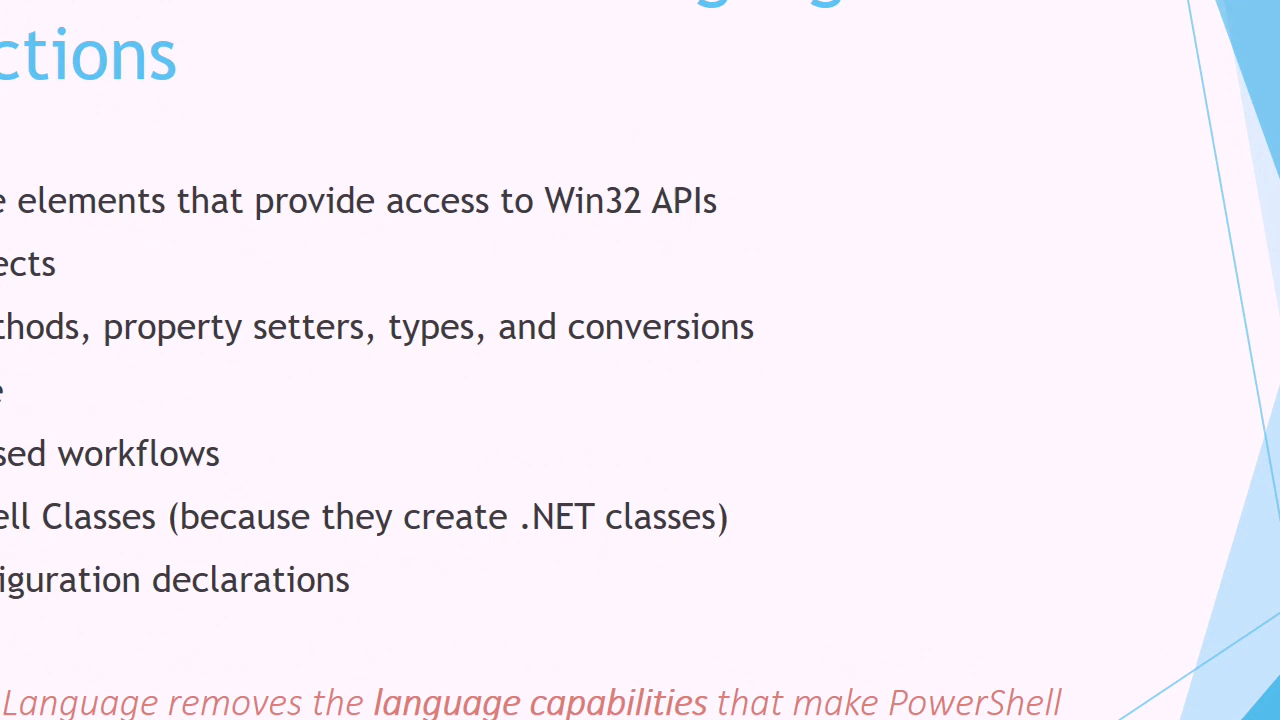 ctions
e elements that provide access to Win32 APIs
ects
thods, property setters, types, and conversions
e
sed workflows
ell Classes (because they create .NET classes)
iguration declarations
Language removes the language capabilities that make PowerShell